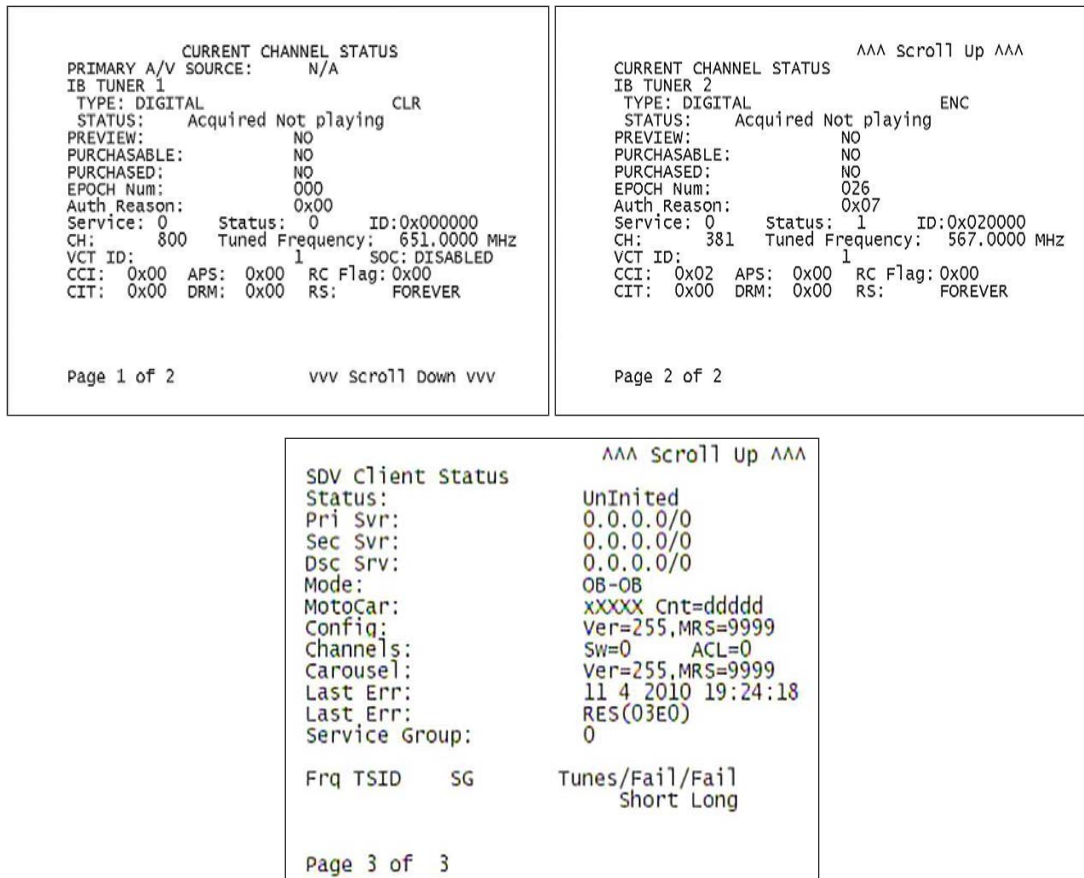 CURRENT CHANNEL STATUS
PRIMARY A/V SOURCE: N/A
IB TUNER 1
TYPE: DIGITAL CLR
STATUS: Acquired Not playing
PREVIEW: NO
PURCHASABLE: NO
PURCHASED: NO
EPOCH Num: 000
Auth Reason: 0x00
Service: 0 Status: 0 ID:0x000000
CH: 800 Tuned Frequency: 651.0000 MHz
VCT ID: 1 SOC: DISABLED
CCI: 0x00 APS: 0x00 RC Flag: 0x00
CIT: 0x00 DRM: 0x00 RS: FOREVER
Page 1 of 2 vvv Scroll Down vvv
ʌʌʌ Scroll Up ʌʌʌ
CURRENT CHANNEL STATUS
IB TUNER 2
TYPE: DIGITAL ENC
STATUS: Acquired Not playing
PREVIEW: NO
PURCHASABLE: NO
PURCHASED: NO
EPOCH Num: 026
Auth Reason: 0x07
Service: 0 Status: 1 ID:0x020000
CH: 381 Tuned Frequency: 567.0000 MHz
VCT ID: 1
CCI: 0x02 APS: 0x00 RC Flag: 0x00
CIT: 0x00 DRM: 0x00 RS: FOREVER
Page 2 of 2
ʌʌʌ Scroll Up ʌʌʌ
SDV Client Status
Status: UnInited
Pri Svr: 0.0.0.0/0
Sec Svr: 0.0.0.0/0
Dsc Srv: 0.0.0.0/0
Mode: OB-OB
MotoCar: xXXXX Cnt=ddddd
Config: Ver=255,MRS=9999
Channels: Sw=0 ACL=0
Carousel: Ver=255,MRS=9999
Last Err: 11 4 2010 19:24:18
Last Err: RES(03E0)
Service Group: 0
Frq TSID SG Tunes/Fail/Fail
Short Long
Page 3 of 3